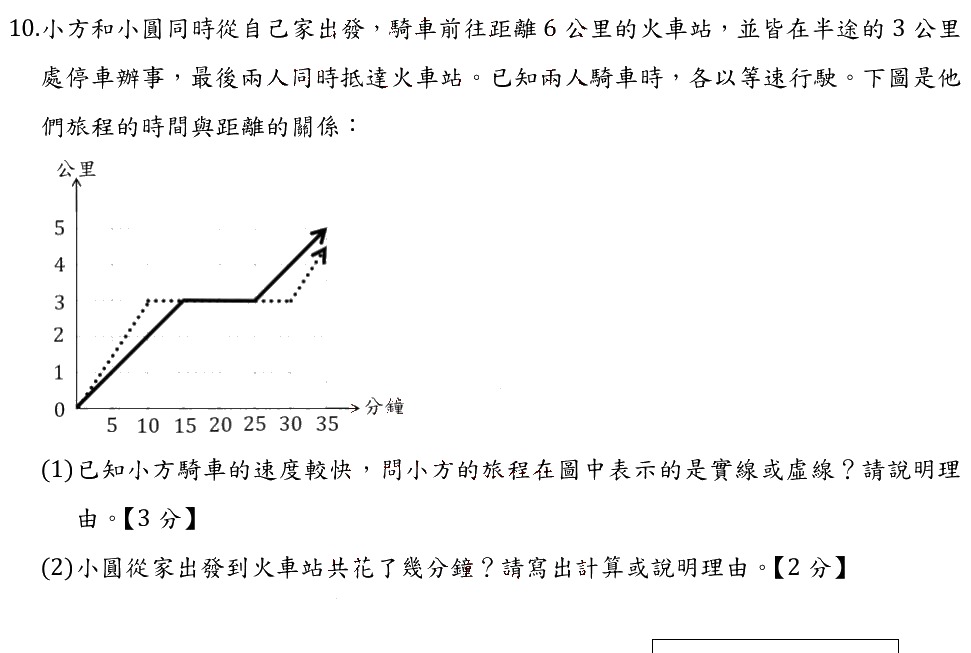 10.小方和小圓同時從自己家出發，騎車前往距離 6 公里的火車站，並皆在半途的 3 公里
處停車辦事，最後兩人同時抵達火車站。已知兩人騎車時，各以等速行駛。下圖是他
們旅程的時間與距離的關係：
公里
5
4
3
2
1
0
5 10 15 20 25 30 35 分鐘
(1)已知小方騎車的速度較快，問小方的旅程在圖中表示的是實線或虛線？請說明理
由。【3 分】
(2)小圓從家出發到火車站共花了幾分鐘？請寫出計算或說明理由。【2 分】